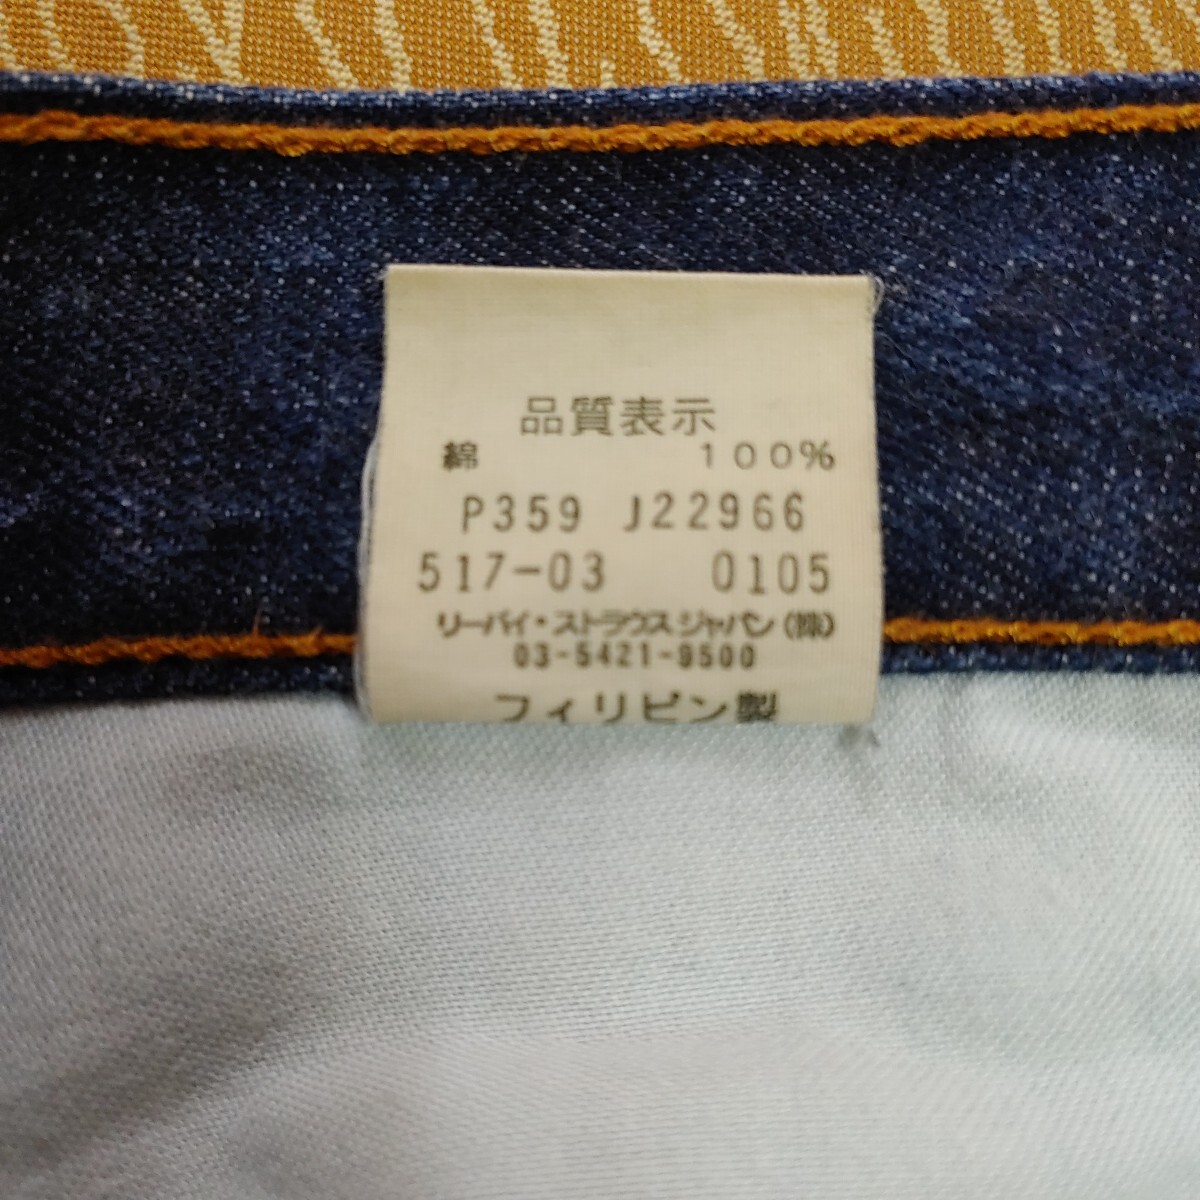 品質表示
綿 100%
P359 J22966
517-03 0105
リーバイ・ストラウスジャパン(株)
03-5421-9500
フィリピン製